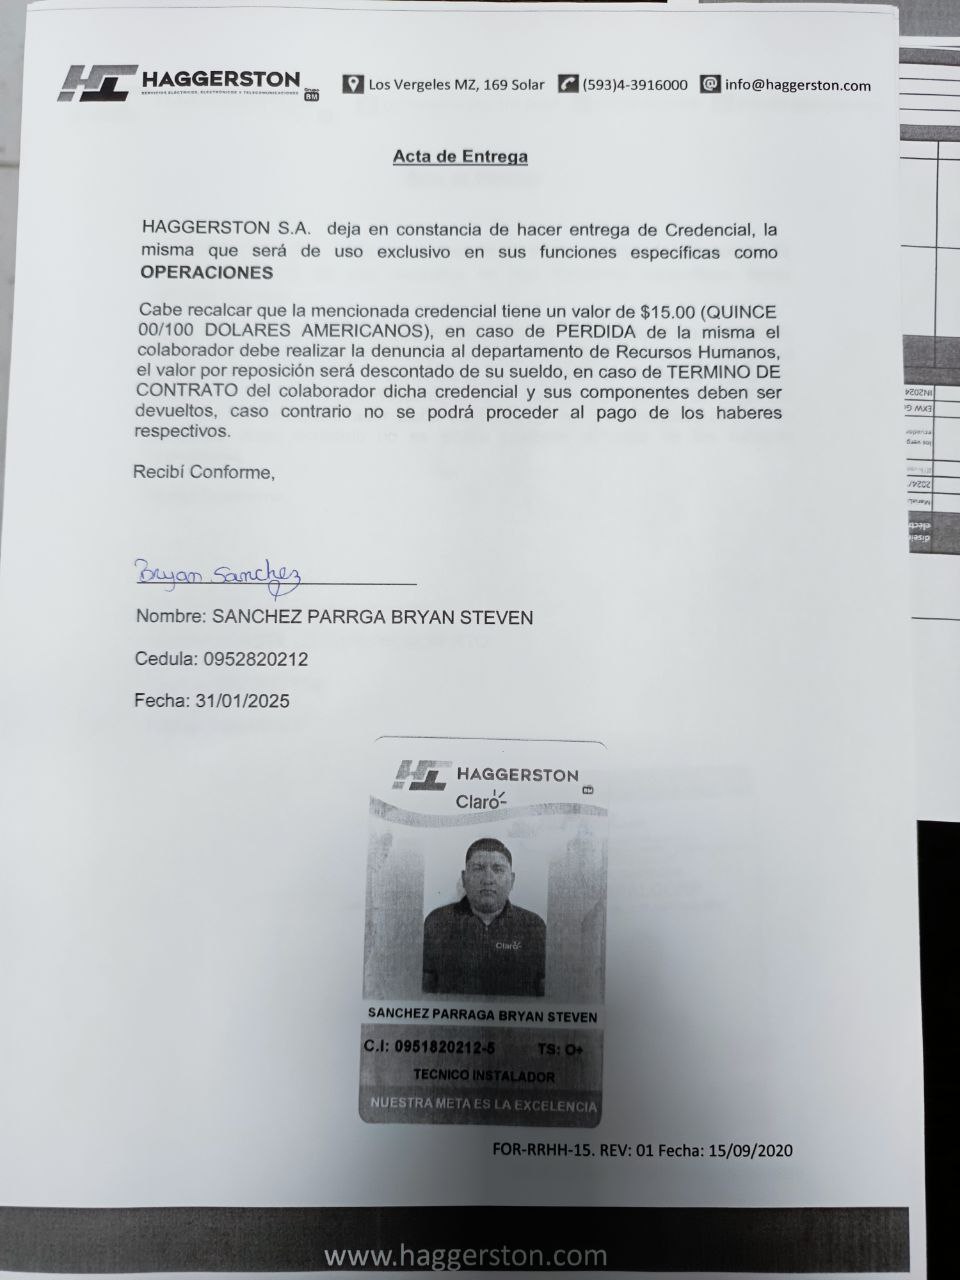 HAGGERSTON
SERVICIOS ELÉCTRICOS, ELECTRÓNICOS Y TELECOMUNICACIONES
Grupo
BM
Los Vergeles MZ, 169 Solar
(593)4-3916000
info@haggerston.com
Acta de Entrega
HAGGERSTON S.A. deja en constancia de hacer entrega de Credencial, la
misma que será de uso exclusivo en sus funciones específicas como
OPERACIONES
Cabe recalcar que la mencionada credencial tiene un valor de $15.00 (QUINCE
00/100 DOLARES AMERICANOS), en caso de PERDIDA de la misma el
colaborador debe realizar la denuncia al departamento de Recursos Humanos,
el valor por reposición será descontado de su sueldo, en caso de TERMINO DE
CONTRATO del colaborador dicha credencial y sus componentes deben ser
devueltos, caso contrario no se podrá proceder al pago de los haberes
respectivos.
Recibí Conforme,
Bryan Sanchez
Nombre: SANCHEZ PARRGA BRYAN STEVEN
Cedula: 0952820212
Fecha: 31/01/2025
HAGGERSTON
BM
Claro
Claro
SANCHEZ PARRAGA BRYAN STEVEN
C.I: 0951820212-5 TS: O+
TECNICO INSTALADOR
NUESTRA META ES LA EXCELENCIA
FOR-RRHH-15. REV: 01 Fecha: 15/09/2020
www.haggerston.com